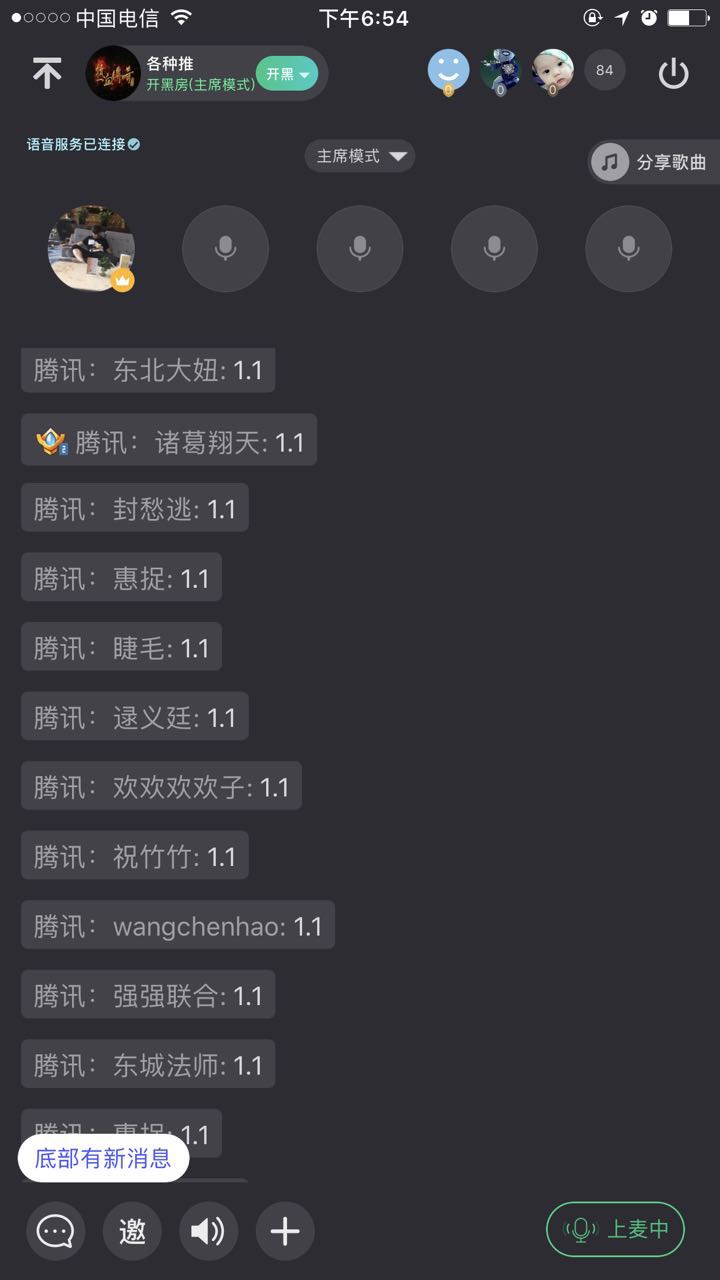 中国电信
下午6:54
各种推
开黑房(主席模式)
开黑
0
0
0
84
语音服务已连接
主席模式
分享歌曲
腾讯：东北大妞: 1.1
腾讯：诸葛翔天: 1.1
腾讯：封愁逃: 1.1
腾讯：惠捉: 1.1
腾讯：睫毛: 1.1
腾讯：逯义廷: 1.1
腾讯：欢欢欢欢子: 1.1
腾讯：祝竹竹: 1.1
腾讯：wangchenhao: 1.1
腾讯：强强联合: 1.1
腾讯：东城法师: 1.1
腾讯：惠捉: 1.1
底部有新消息
邀
上麦中